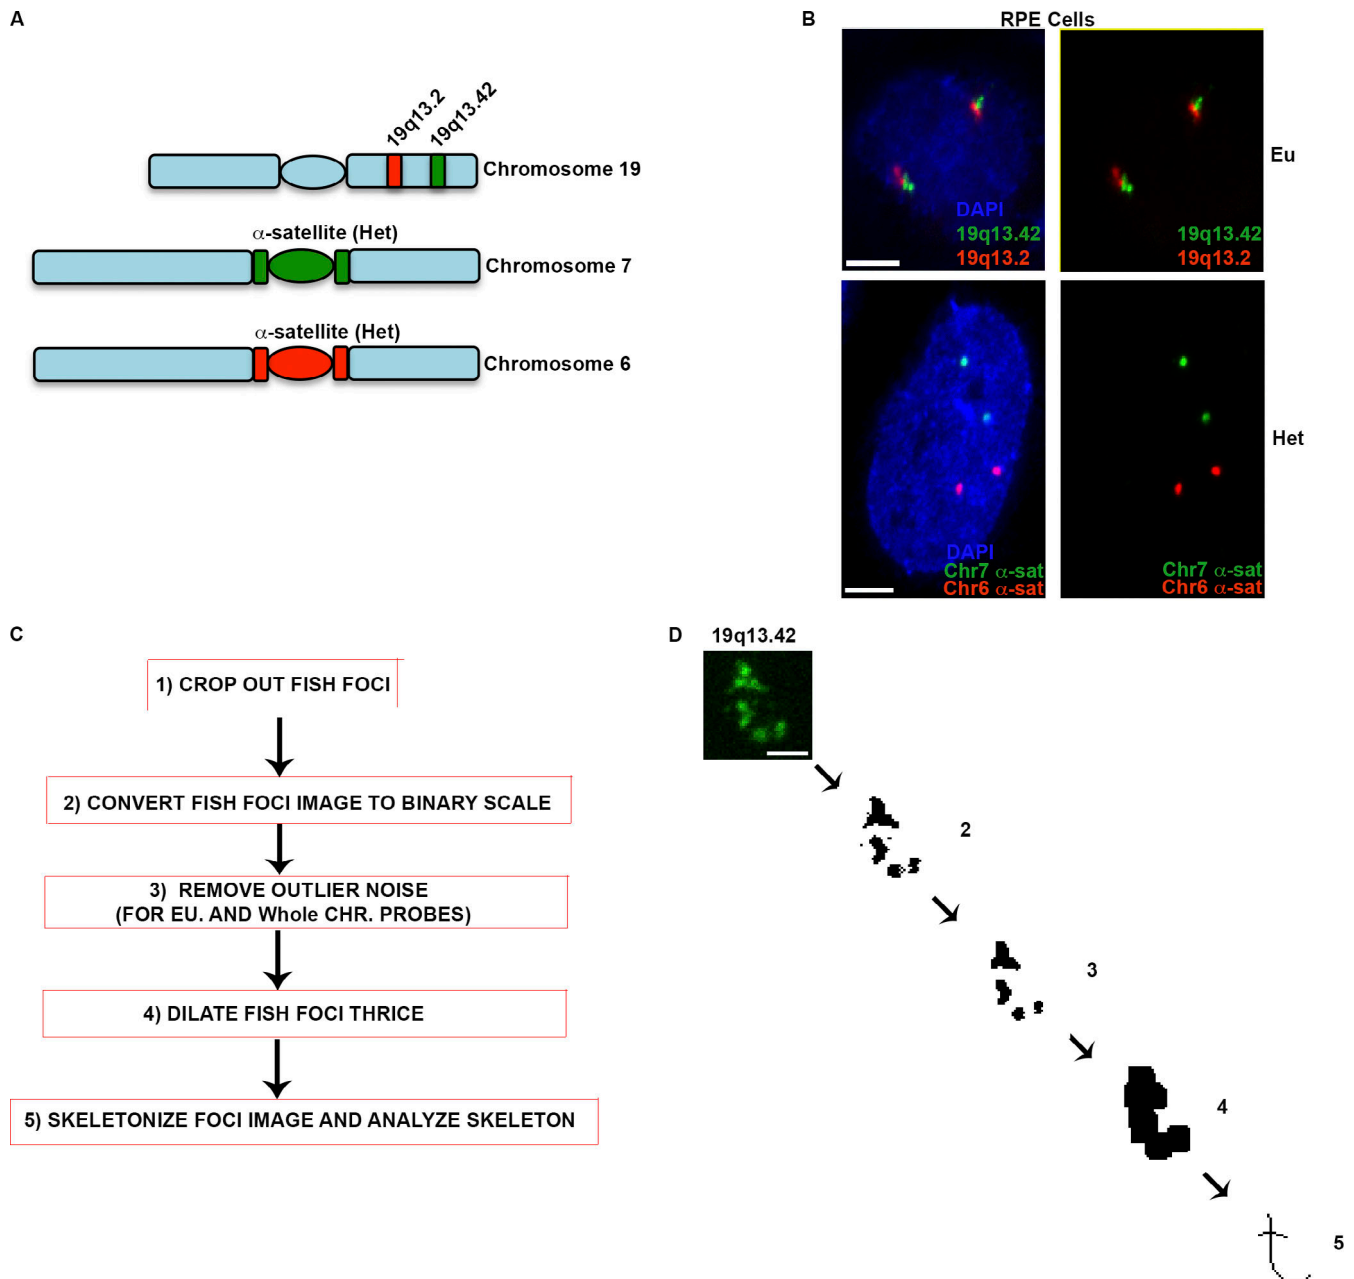 A
19q13.2
19q13.42
Chromosome 19
α-satellite (Het)
Chromosome 7
α-satellite (Het)
Chromosome 6
B
RPE Cells
DAPI
19q13.42
19q13.2
19q13.42
19q13.2
Eu
DAPI
Chr7 α-sat
Chr6 α-sat
Chr7 α-sat
Chr6 α-sat
Het
C
1) CROP OUT FISH FOCI
2) CONVERT FISH FOCI IMAGE TO BINARY SCALE
3) REMOVE OUTLIER NOISE
(FOR EU. AND Whole CHR. PROBES)
4) DILATE FISH FOCI THRICE
5) SKELETONIZE FOCI IMAGE AND ANALYZE SKELETON
D
19q13.42
2
3
4
5